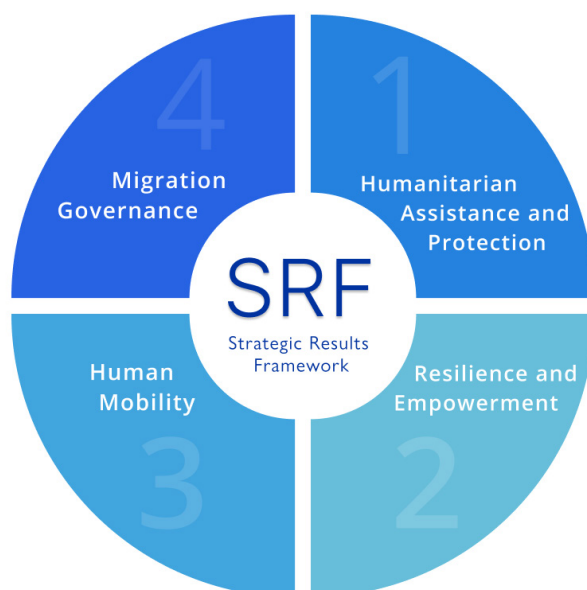 4
Migration
Governance
1
Humanitarian
Assistance and
Protection
SRF
Strategic Results
Framework
Human
Mobility
3
Resilience and
Empowerment
2